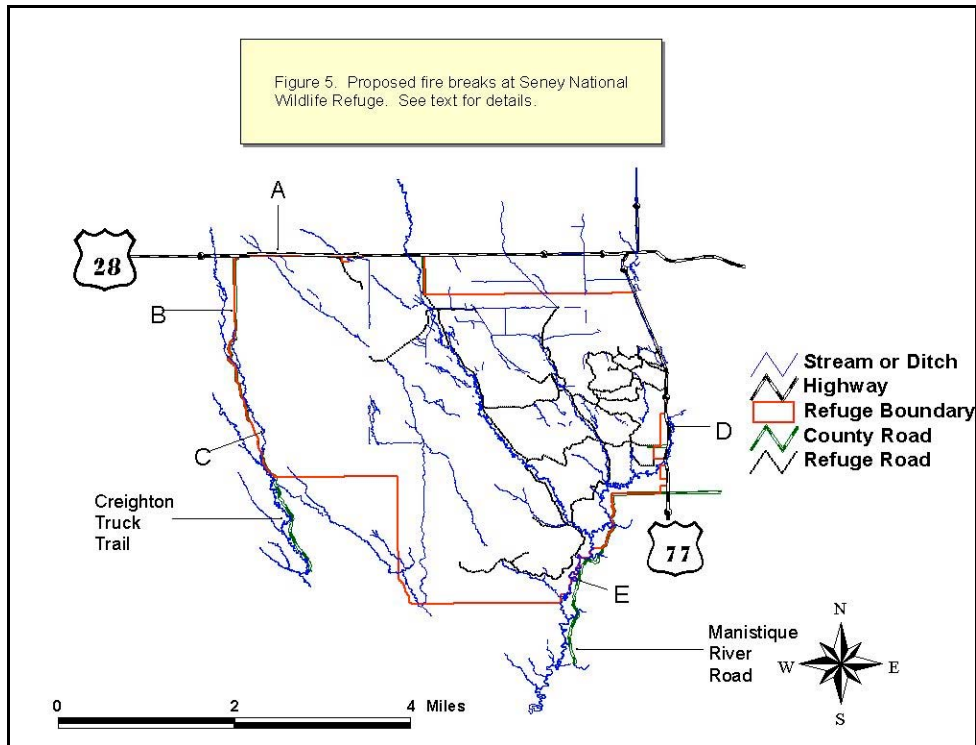 Figure 5. Proposed fire breaks at Seney National
Wildlife Refuge. See text for details.
A
28
B
Stream or Ditch
Highway
Refuge Boundary
County Road
Refuge Road
D
C
Creighton
Truck
Trail
77
E
Manistique
River
Road
N
W
E
S
0 2 4 Miles